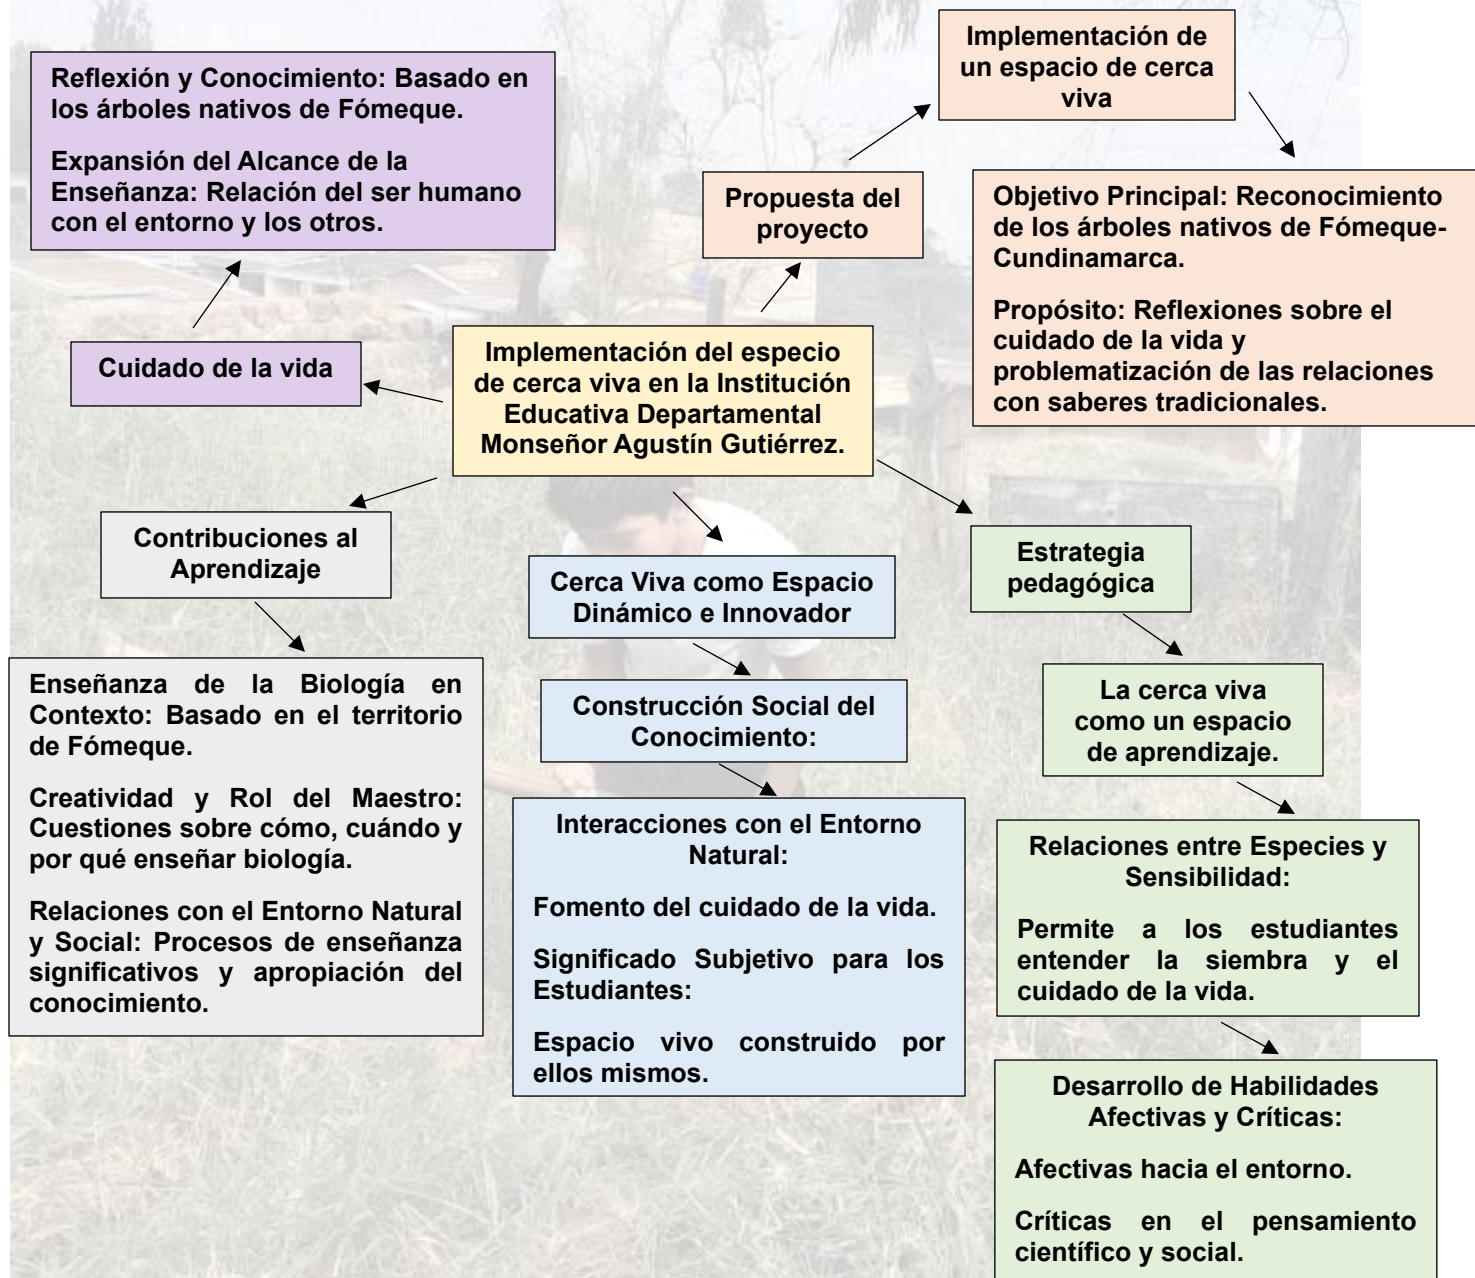 Implementación de
un espacio de cerca
viva
Reflexión y Conocimiento: Basado en
los árboles nativos de Fómeque.
Expansión del Alcance de la
Enseñanza: Relación del ser humano
con el entorno y los otros.
Propuesta del
proyecto
Objetivo Principal: Reconocimiento
de los árboles nativos de Fómeque-
Cundinamarca.
Propósito: Reflexiones sobre el
cuidado de la vida y
problematización de las relaciones
con saberes tradicionales.
Cuidado de la vida
Implementación del especio
de cerca viva en la Institución
Educativa Departamental
Monseñor Agustín Gutiérrez.
Contribuciones al
Aprendizaje
Enseñanza de la Biología en
Contexto: Basado en el territorio
de Fómeque.
Creatividad y Rol del Maestro:
Cuestiones sobre cómo, cuándo y
por qué enseñar biología.
Relaciones con el Entorno Natural
y Social: Procesos de enseñanza
significativos y apropiación del
conocimiento.
Cerca Viva como Espacio
Dinámico e Innovador
Construcción Social del
Conocimiento:
Interacciones con el Entorno
Natural:
Fomento del cuidado de la vida.
Significado Subjetivo para los
Estudiantes:
Espacio vivo construido por
ellos mismos.
Estrategia
pedagógica
La cerca viva
como un espacio
de aprendizaje.
Relaciones entre Especies y
Sensibilidad:
Permite a los estudiantes
entender la siembra y el
cuidado de la vida.
Desarrollo de Habilidades
Afectivas y Críticas:
Afectivas hacia el entorno.
Críticas en el pensamiento
científico y social.